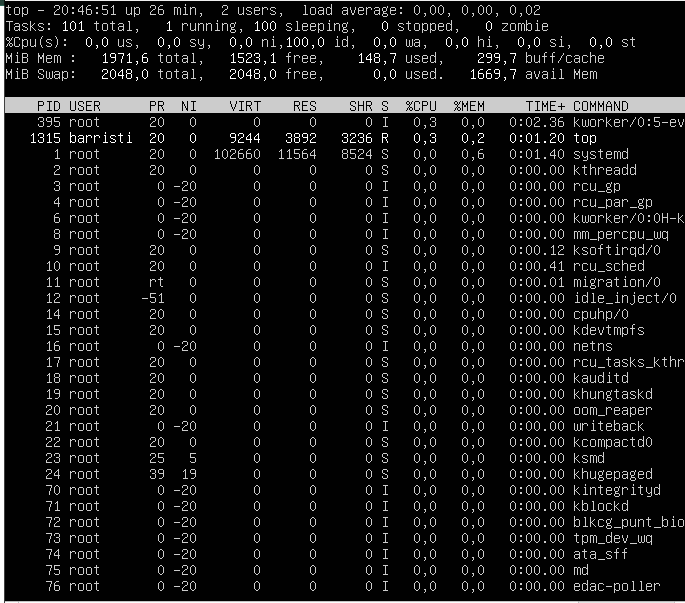 top - 20:46:51 up 26 min,  2 users,  load average: 0,00, 0,00, 0,02
Tasks: 101 total,   1 running, 100 sleeping,   0 stopped,   0 zombie
%Cpu(s):  0,0 us,  0,0 sy,  0,0 ni,100,0 id,  0,0 wa,  0,0 hi,  0,0 si,  0,0 st
MiB Mem :   1971,6 total,   1523,1 free,    148,7 used,    299,7 buff/cache
MiB Swap:   2048,0 total,   2048,0 free,      0,0 used.   1669,7 avail Mem
PID USER PR NI VIRT RES SHR S %CPU %MEM TIME+ COMMAND
395 root 20 0 0 0 0 I 0,3 0,0 0:02.36 kworker/0:5-ev
1315 barristi 20 0 9244 3892 3236 R 0,3 0,2 0:01.20 top
1 root 20 0 102660 11564 8524 S 0,0 0,6 0:01.40 systemd
2 root 20 0 0 0 0 S 0,0 0,0 0:00.00 kthreadd
3 root 0 -20 0 0 0 I 0,0 0,0 0:00.00 rcu_gp
4 root 0 -20 0 0 0 I 0,0 0,0 0:00.00 rcu_par_gp
6 root 0 -20 0 0 0 I 0,0 0,0 0:00.00 kworker/0:0H-k
8 root 0 -20 0 0 0 I 0,0 0,0 0:00.00 mm_percpu_wq
9 root 20 0 0 0 0 S 0,0 0,0 0:00.12 ksoftirqd/0
10 root 20 0 0 0 0 I 0,0 0,0 0:00.41 rcu_sched
11 root rt 0 0 0 0 S 0,0 0,0 0:00.01 migration/0
12 root -51 0 0 0 0 S 0,0 0,0 0:00.00 idle_inject/0
14 root 20 0 0 0 0 S 0,0 0,0 0:00.00 cpuhp/0
15 root 20 0 0 0 0 S 0,0 0,0 0:00.00 kdevtmpfs
16 root 0 -20 0 0 0 I 0,0 0,0 0:00.00 netns
17 root 20 0 0 0 0 S 0,0 0,0 0:00.00 rcu_tasks_kthr
18 root 20 0 0 0 0 S 0,0 0,0 0:00.00 kauditd
19 root 20 0 0 0 0 S 0,0 0,0 0:00.00 khungtaskd
20 root 20 0 0 0 0 S 0,0 0,0 0:00.00 oom_reaper
21 root 0 -20 0 0 0 I 0,0 0,0 0:00.00 writeback
22 root 20 0 0 0 0 S 0,0 0,0 0:00.00 kcompactd0
23 root 25 5 0 0 0 S 0,0 0,0 0:00.00 ksmd
24 root 39 19 0 0 0 S 0,0 0,0 0:00.00 khugepaged
70 root 0 -20 0 0 0 I 0,0 0,0 0:00.00 kintegrityd
71 root 0 -20 0 0 0 I 0,0 0,0 0:00.00 kblockd
72 root 0 -20 0 0 0 I 0,0 0,0 0:00.00 blkcg_punt_bio
73 root 0 -20 0 0 0 I 0,0 0,0 0:00.00 tpm_dev_wq
74 root 0 -20 0 0 0 I 0,0 0,0 0:00.00 ata_sff
75 root 0 -20 0 0 0 I 0,0 0,0 0:00.00 md
76 root 0 -20 0 0 0 I 0,0 0,0 0:00.00 edac-poller